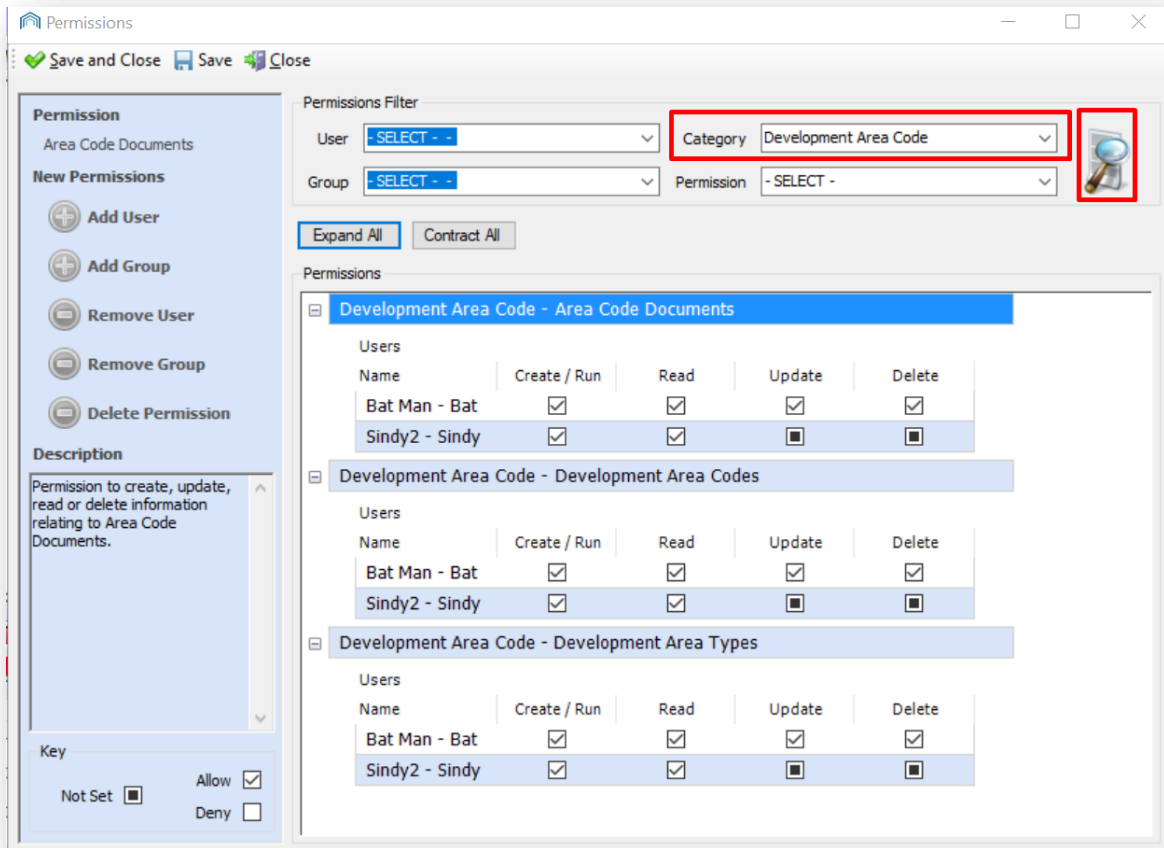 Permissions
Save and Close Save Close
Permission
Area Code Documents
New Permissions
Add User
Add Group
Remove User
Remove Group
Delete Permission
Description
Permission to create, update,
read or delete information
relating to Area Code
Documents.
Key
Allow
Not Set
Deny
Permissions Filter
User - SELECT - - Category Development Area Code
Group - SELECT - - Permission - SELECT -
Expand All Contract All
Permissions
Development Area Code - Area Code Documents
Users
Name Create / Run Read Update Delete
Bat Man - Bat
Sindy2 - Sindy
Development Area Code - Development Area Codes
Users
Name Create / Run Read Update Delete
Bat Man - Bat
Sindy2 - Sindy
Development Area Code - Development Area Types
Users
Name Create / Run Read Update Delete
Bat Man - Bat
Sindy2 - Sindy